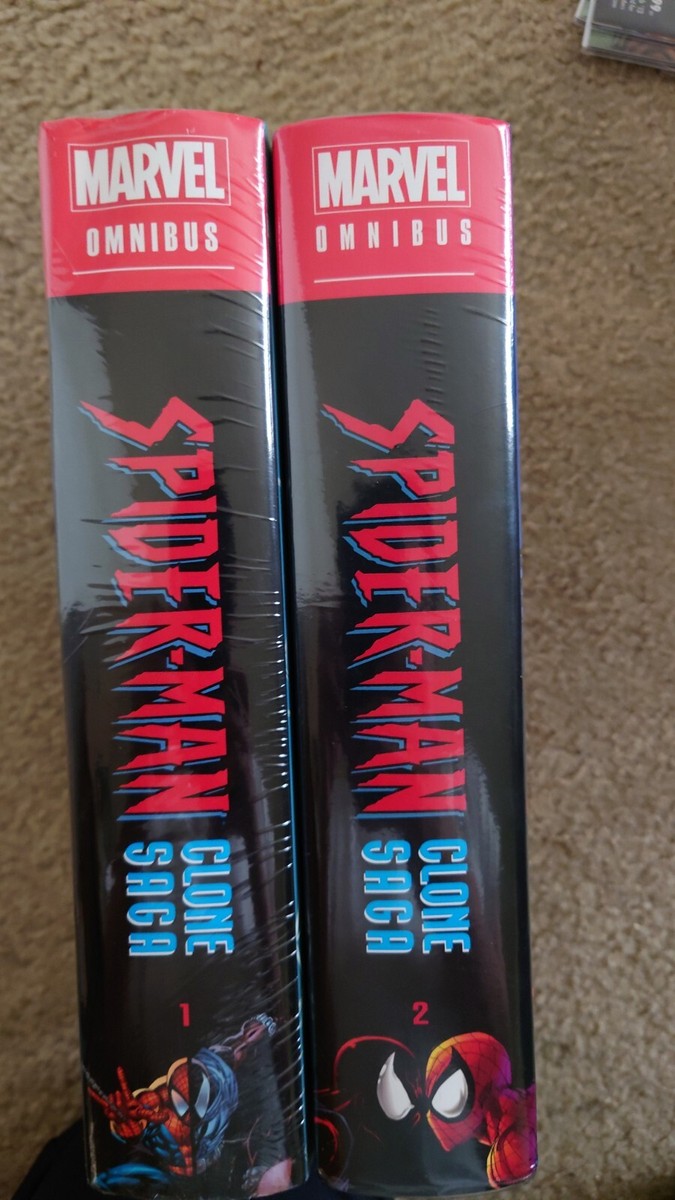 MARVEL
OMNIBUS
SPIDER-MAN
CLONE
SAGA
1
MARVEL
OMNIBUS
SPIDER-MAN
CLONE
SAGA
2